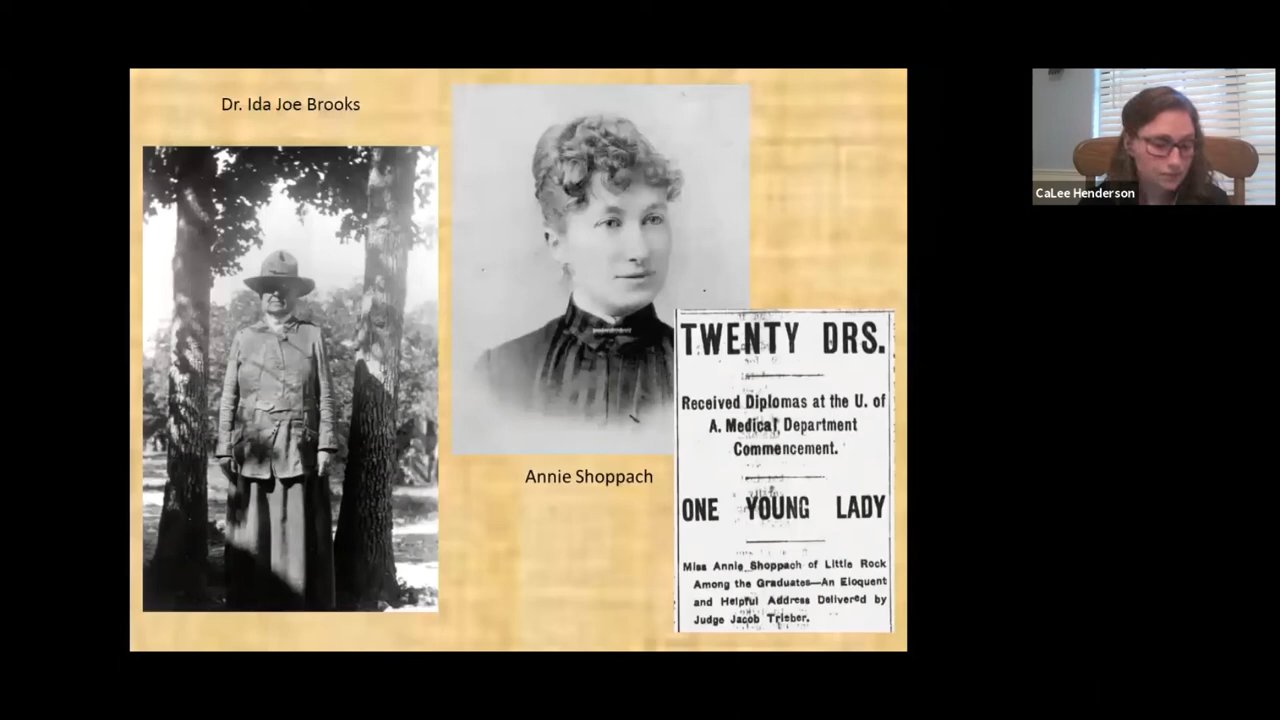 Dr. Ida Joe Brooks
Annie Shoppach
TWENTY DRS.
Received Diplomas at the U. of
A. Medical Department
Commencement.
ONE YOUNG LADY
Miss Annie Shoppach of Little Rock
Among the Graduates—An Eloquent
and Helpful Address Delivered by
Judge Jacob Trieber.
CaLee Henderson